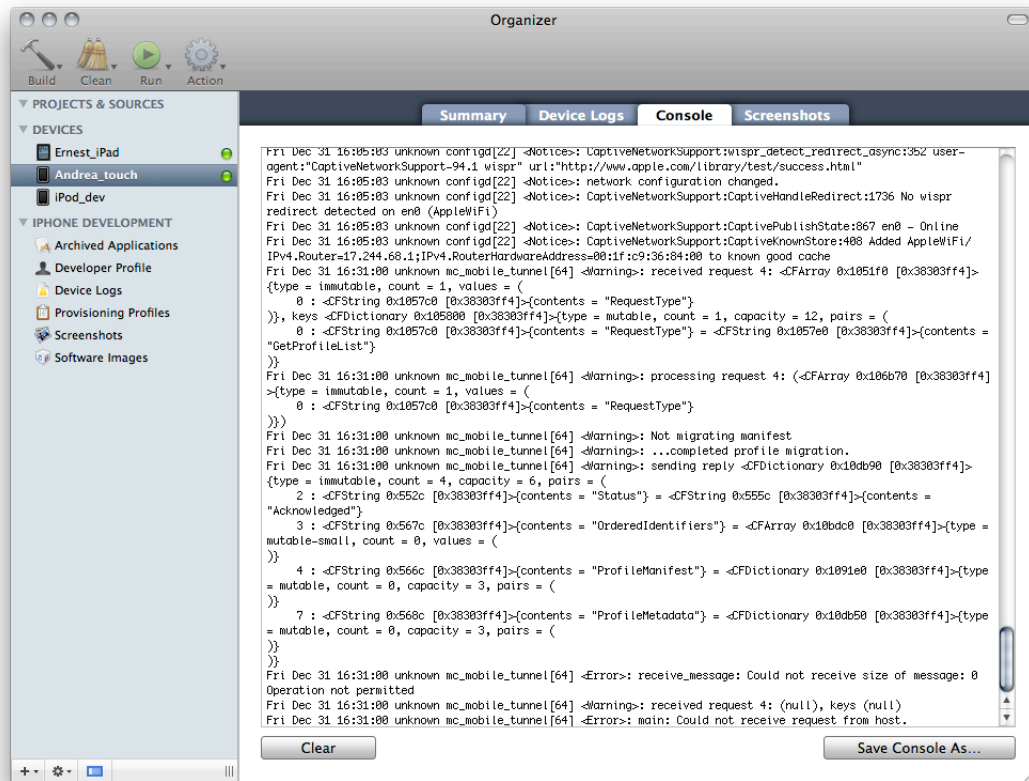 Organizer
Build
Clean
Run
Action
PROJECTS & SOURCES
DEVICES
Ernest_iPad
Andrea_touch
iPod_dev
IPHONE DEVELOPMENT
Archived Applications
Developer Profile
Device Logs
Provisioning Profiles
Screenshots
Software Images
Summary
Device Logs
Console
Screenshots
Fri Dec 31 16:05:03 unknown configd[22] <Notice>: CaptiveNetworkSupport:wispr_detect_redirect_async:352 user-
agent:"CaptiveNetworkSupport-94.1 wispr" url:"http://www.apple.com/library/test/success.html"
Fri Dec 31 16:05:03 unknown configd[22] <Notice>: network configuration changed.
Fri Dec 31 16:05:03 unknown configd[22] <Notice>: CaptiveNetworkSupport:CaptiveHandleRedirect:1736 No wispr
redirect detected on en0 (AppleWiFi)
Fri Dec 31 16:05:03 unknown configd[22] <Notice>: CaptiveNetworkSupport:CaptivePublishState:867 en0 - Online
Fri Dec 31 16:05:03 unknown configd[22] <Notice>: CaptiveNetworkSupport:CaptiveKnownStore:408 Added AppleWiFi/
IPv4.Router=17.244.68.1;IPv4.RouterHardwareAddress=00:1f:c9:36:84:00 to known good cache
Fri Dec 31 16:31:00 unknown mc_mobile_tunnel[64] <Warning>: received request 4: <CFArray 0x1051f0 [0x38303ff4]>
{type = immutable, count = 1, values = (
0 : <CFString 0x1057c0 [0x38303ff4]>{contents = "RequestType"}
)}, keys <CFDictionary 0x105800 [0x38303ff4]>{type = mutable, count = 1, capacity = 12, pairs = (
0 : <CFString 0x1057c0 [0x38303ff4]>{contents = "RequestType"} = <CFString 0x1057e0 [0x38303ff4]>{contents =
"GetProfileList"}
)}
Fri Dec 31 16:31:00 unknown mc_mobile_tunnel[64] <Warning>: processing request 4: (<CFArray 0x106b70 [0x38303ff4]
>{type = immutable, count = 1, values = (
0 : <CFString 0x1057c0 [0x38303ff4]>{contents = "RequestType"}
)})
Fri Dec 31 16:31:00 unknown mc_mobile_tunnel[64] <Warning>: Not migrating manifest
Fri Dec 31 16:31:00 unknown mc_mobile_tunnel[64] <Warning>: ...completed profile migration.
Fri Dec 31 16:31:00 unknown mc_mobile_tunnel[64] <Warning>: sending reply <CFDictionary 0x10db90 [0x38303ff4]>
{type = immutable, count = 4, capacity = 6, pairs = (
2 : <CFString 0x552c [0x38303ff4]>{contents = "Status"} = <CFString 0x555c [0x38303ff4]>{contents =
"Acknowledged"}
3 : <CFString 0x567c [0x38303ff4]>{contents = "OrderedIdentifiers"} = <CFArray 0x10bdc0 [0x38303ff4]>{type =
mutable-small, count = 0, values = (
)}
4 : <CFString 0x566c [0x38303ff4]>{contents = "ProfileManifest"} = <CFDictionary 0x1091e0 [0x38303ff4]>{type
= mutable, count = 0, capacity = 3, pairs = (
)}
7 : <CFString 0x568c [0x38303ff4]>{contents = "ProfileMetadata"} = <CFDictionary 0x10db50 [0x38303ff4]>{type
= mutable, count = 0, capacity = 3, pairs = (
)}
)}
Fri Dec 31 16:31:00 unknown mc_mobile_tunnel[64] <Error>: receive_message: Could not receive size of message: 0
Operation not permitted
Fri Dec 31 16:31:00 unknown mc_mobile_tunnel[64] <Warning>: received request 4: (null), keys (null)
Fri Dec 31 16:31:00 unknown mc_mobile_tunnel[64] <Error>: main: Could not receive request from host.
Clear
Save Console As...